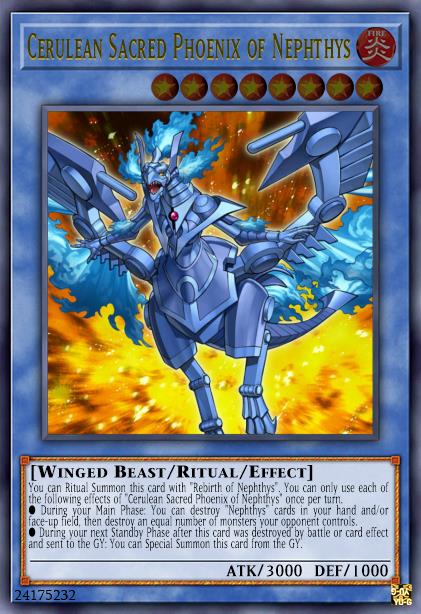 Cerulean Sacred Phoenix of Nephthys
FIRE
炎
[Winged Beast/Ritual/Effect]
You can Ritual Summon this card with "Rebirth of Nephthys". You can only use each of
the following effects of "Cerulean Sacred Phoenix of Nephthys" once per turn.
● During your Main Phase: You can destroy "Nephthys" cards in your hand and/or
face-up field, then destroy an equal number of monsters your opponent controls.
● During your next Standby Phase after this card was destroyed by battle or card effect
and sent to the GY: You can Special Summon this card from the GY.
ATK/3000 DEF/1000
24175232